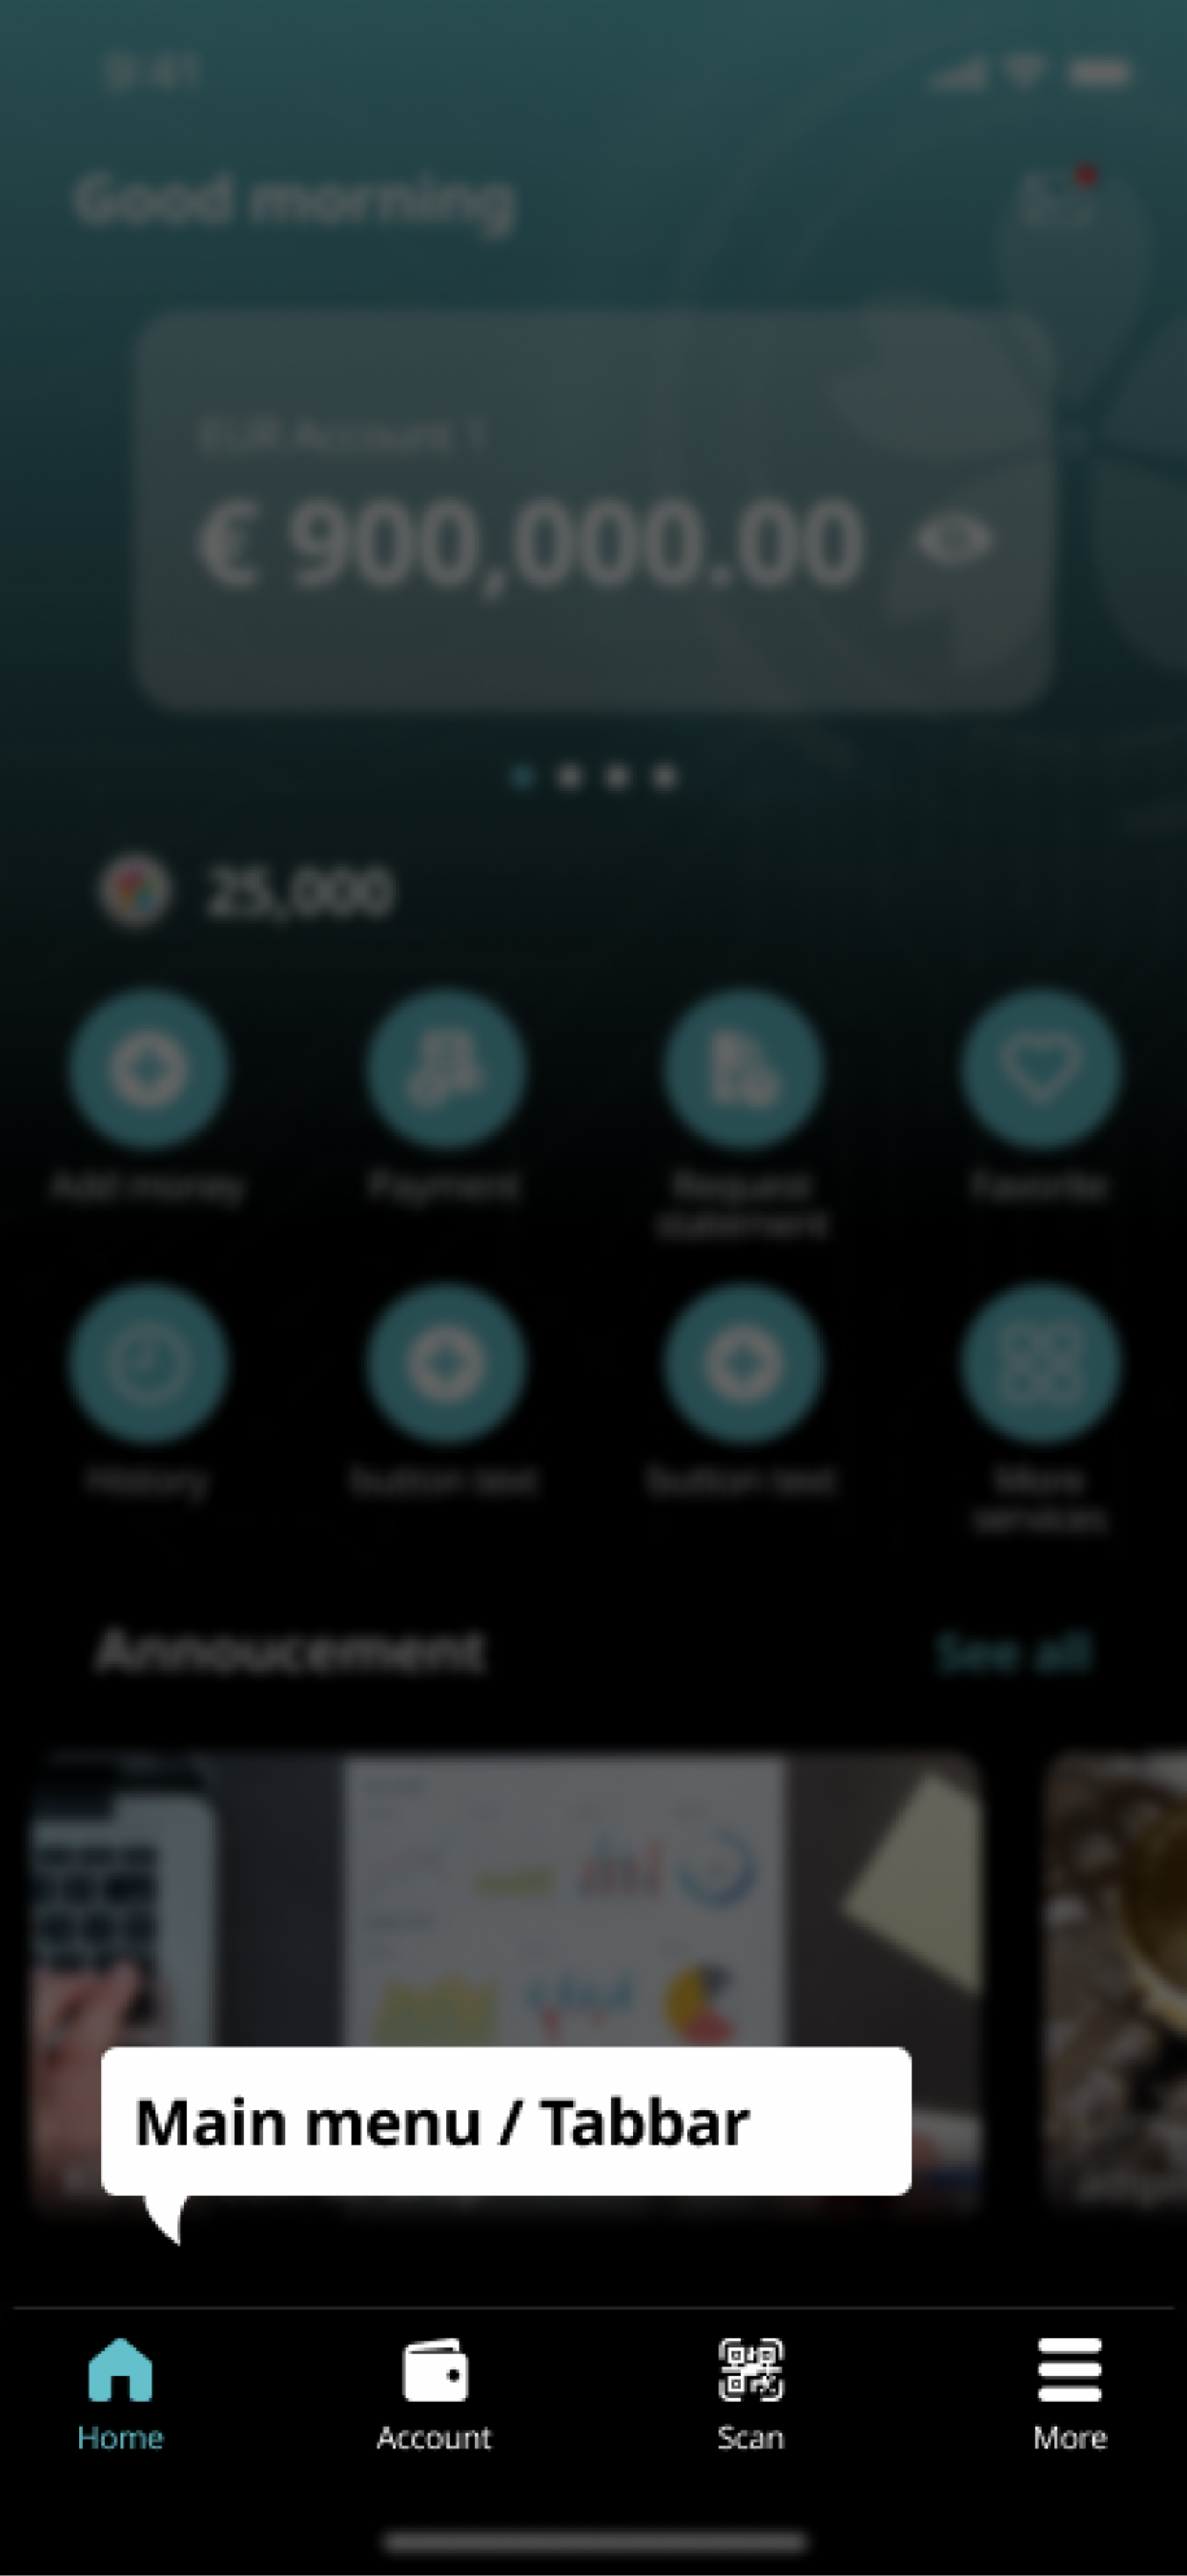 9:41
Good morning
EUR Account 1
€ 900,000.00
25,000
Add money
Payment
Request
statement
Favorite
History
button text
button text
More
services
Annoucement
See all
Main menu / Tabbar
Home
Account
Scan
More